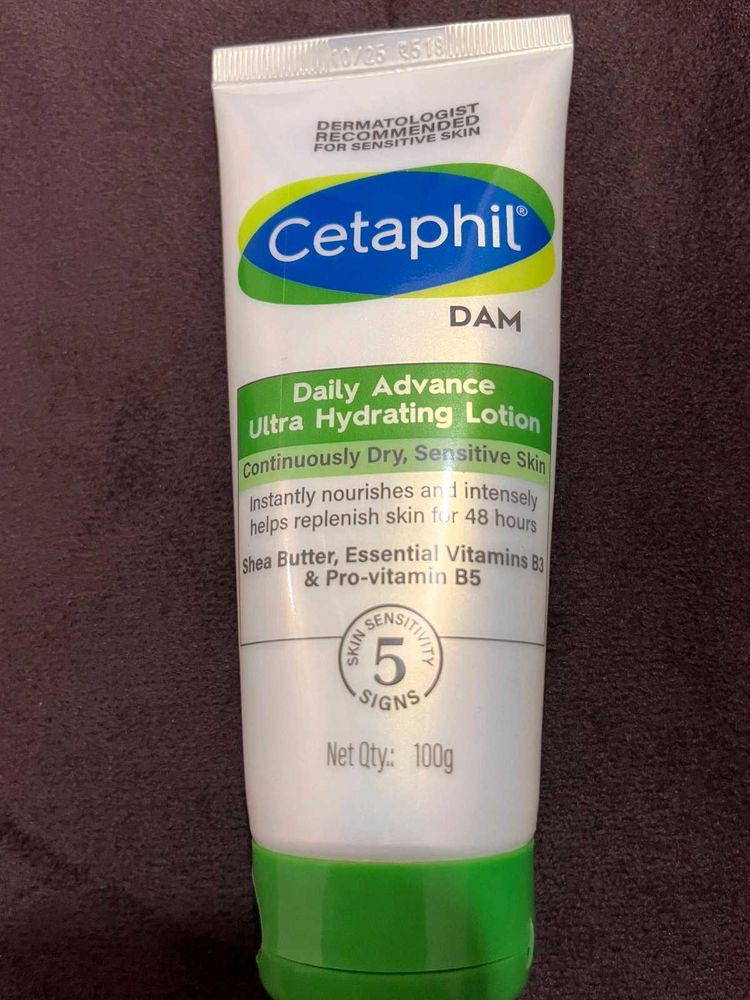 10/25
DERMATOLOGIST
RECOMMENDED
FOR SENSITIVE SKIN
Cetaphil®
DAM
Daily Advance
Ultra Hydrating Lotion
Continuously Dry, Sensitive Skin
Instantly nourishes and intensely
helps replenish skin for 48 hours
Shea Butter, Essential Vitamins B3
& Pro-vitamin B5
SKIN SENSITIVITY
5
SIGNS
Net Qty.: 100g